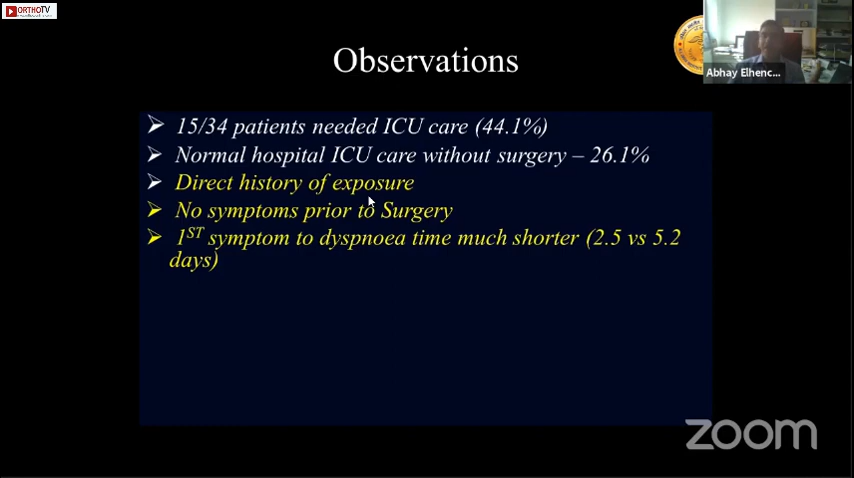 ORTHOTV
Observations
Abhay Elhenc...
15/34 patients needed ICU care (44.1%)
Normal hospital ICU care without surgery – 26.1%
Direct history of exposure
No symptoms prior to Surgery
1ST symptom to dyspnoea time much shorter (2.5 vs 5.2
days)
zoom